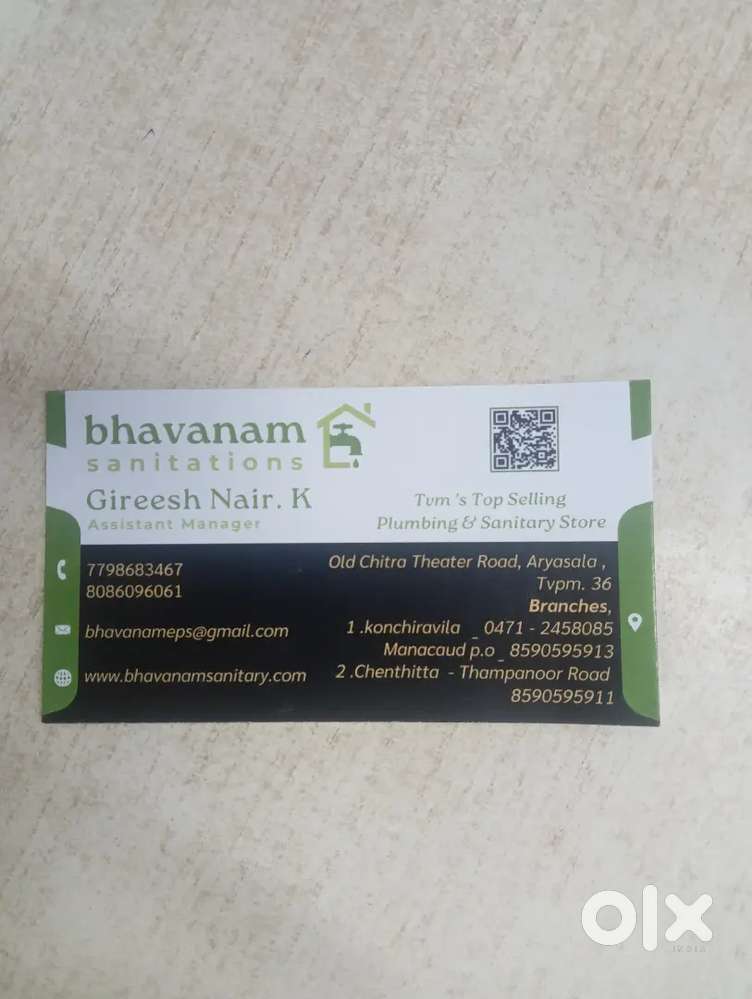 bhavanam
sanitations
Gireesh Nair. K
Assistant Manager
Tvm 's Top Selling
Plumbing & Sanitary Store
7798683467
8086096061
bhavanameps@gmail.com
www.bhavanamsanitary.com
Old Chitra Theater Road, Aryasala ,
Tvpm. 36
Branches,
1 .konchiravila _ 0471 - 2458085
Manacaud p.o _ 8590595913
2 .Chenthitta - Thampanoor Road
8590595911
olx
INDIA